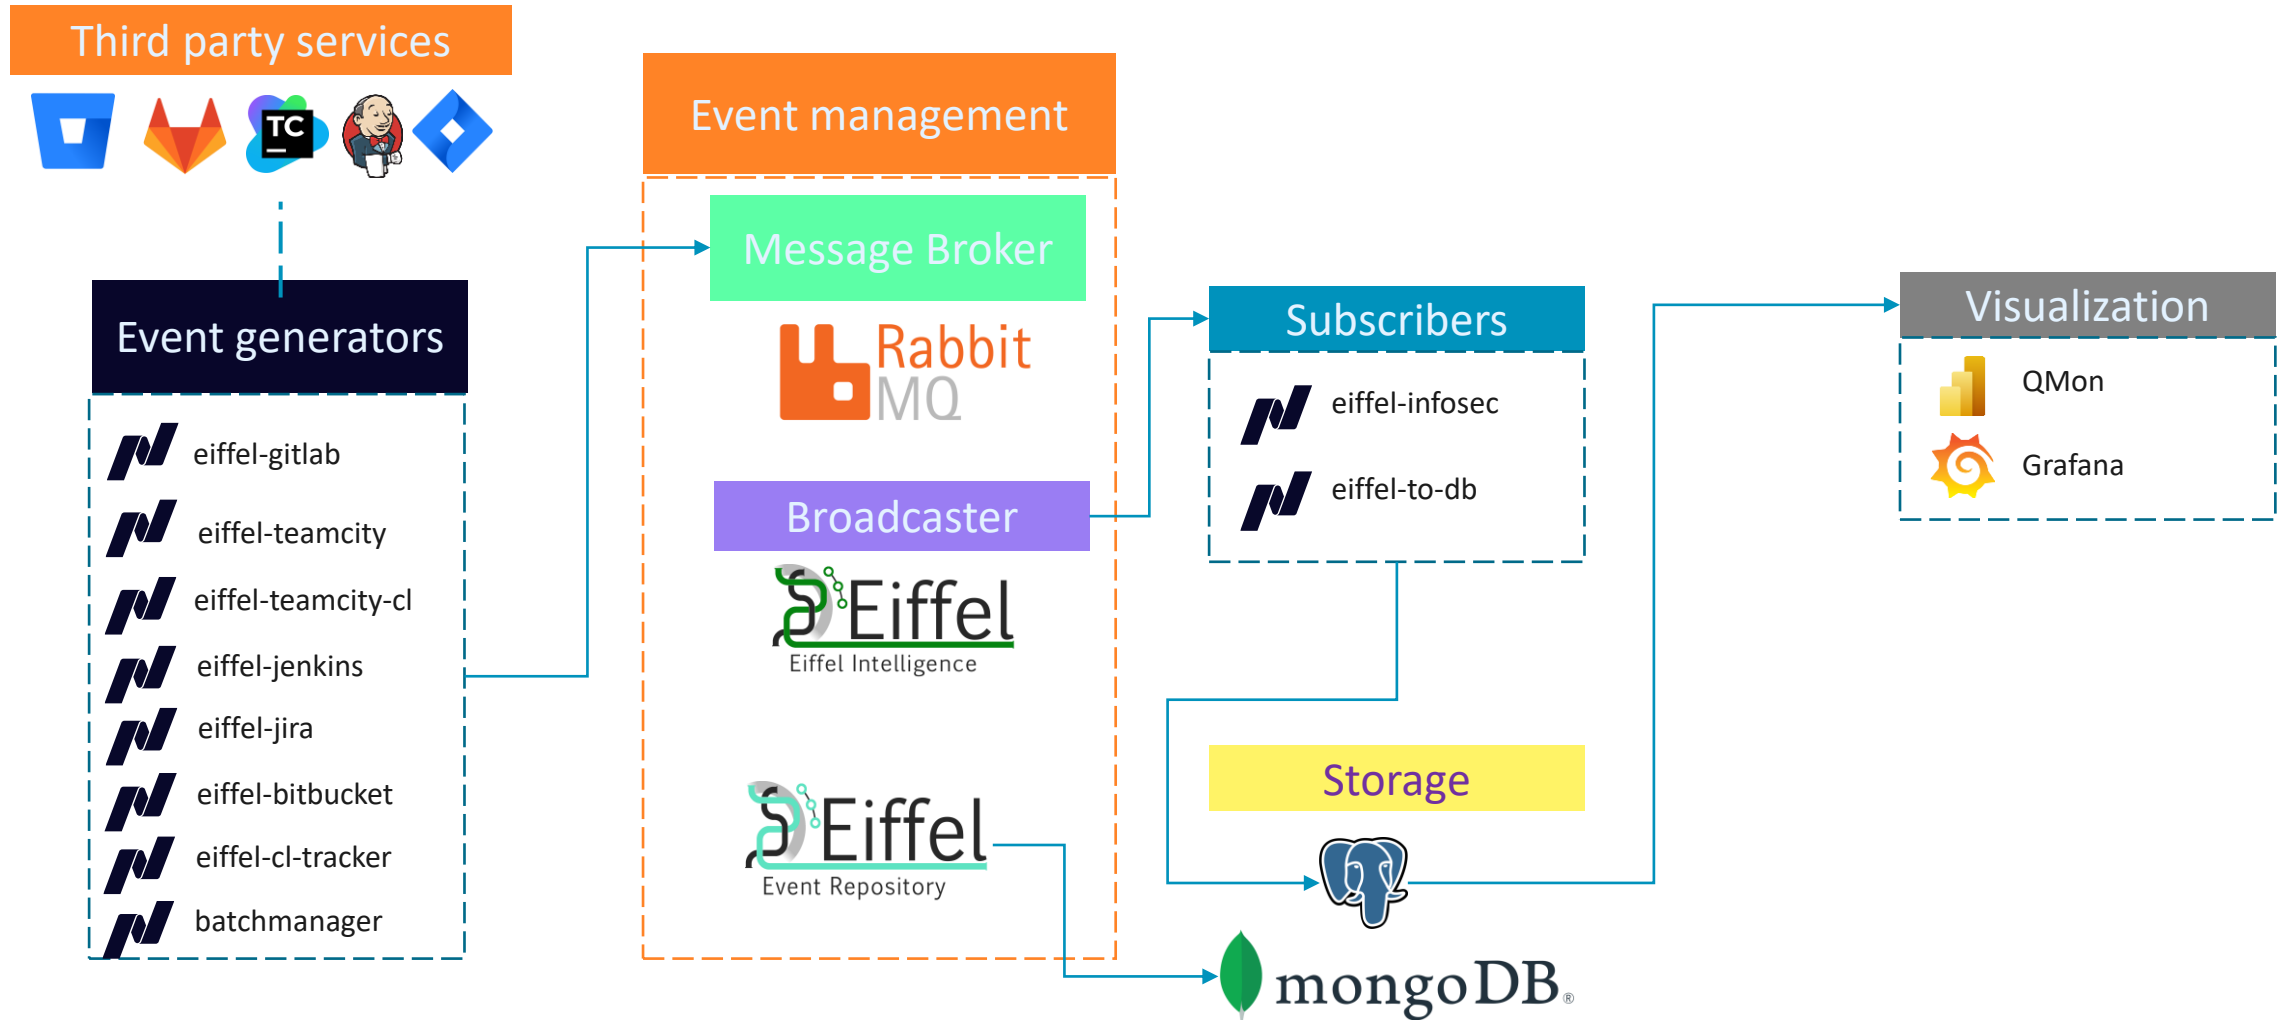 Third party services
TC
Event generators
eiffel-gitlab
eiffel-teamcity
eiffel-teamcity-cl
eiffel-jenkins
eiffel-jira
eiffel-bitbucket
eiffel-cl-tracker
batchmanager
Event management
Message Broker
Rabbit
MQ
Broadcaster
Eiffel
Eiffel Intelligence
Eiffel
Event Repository
Subscribers
eiffel-infosec
eiffel-to-db
Storage
mongoDB®
Visualization
QMon
Grafana